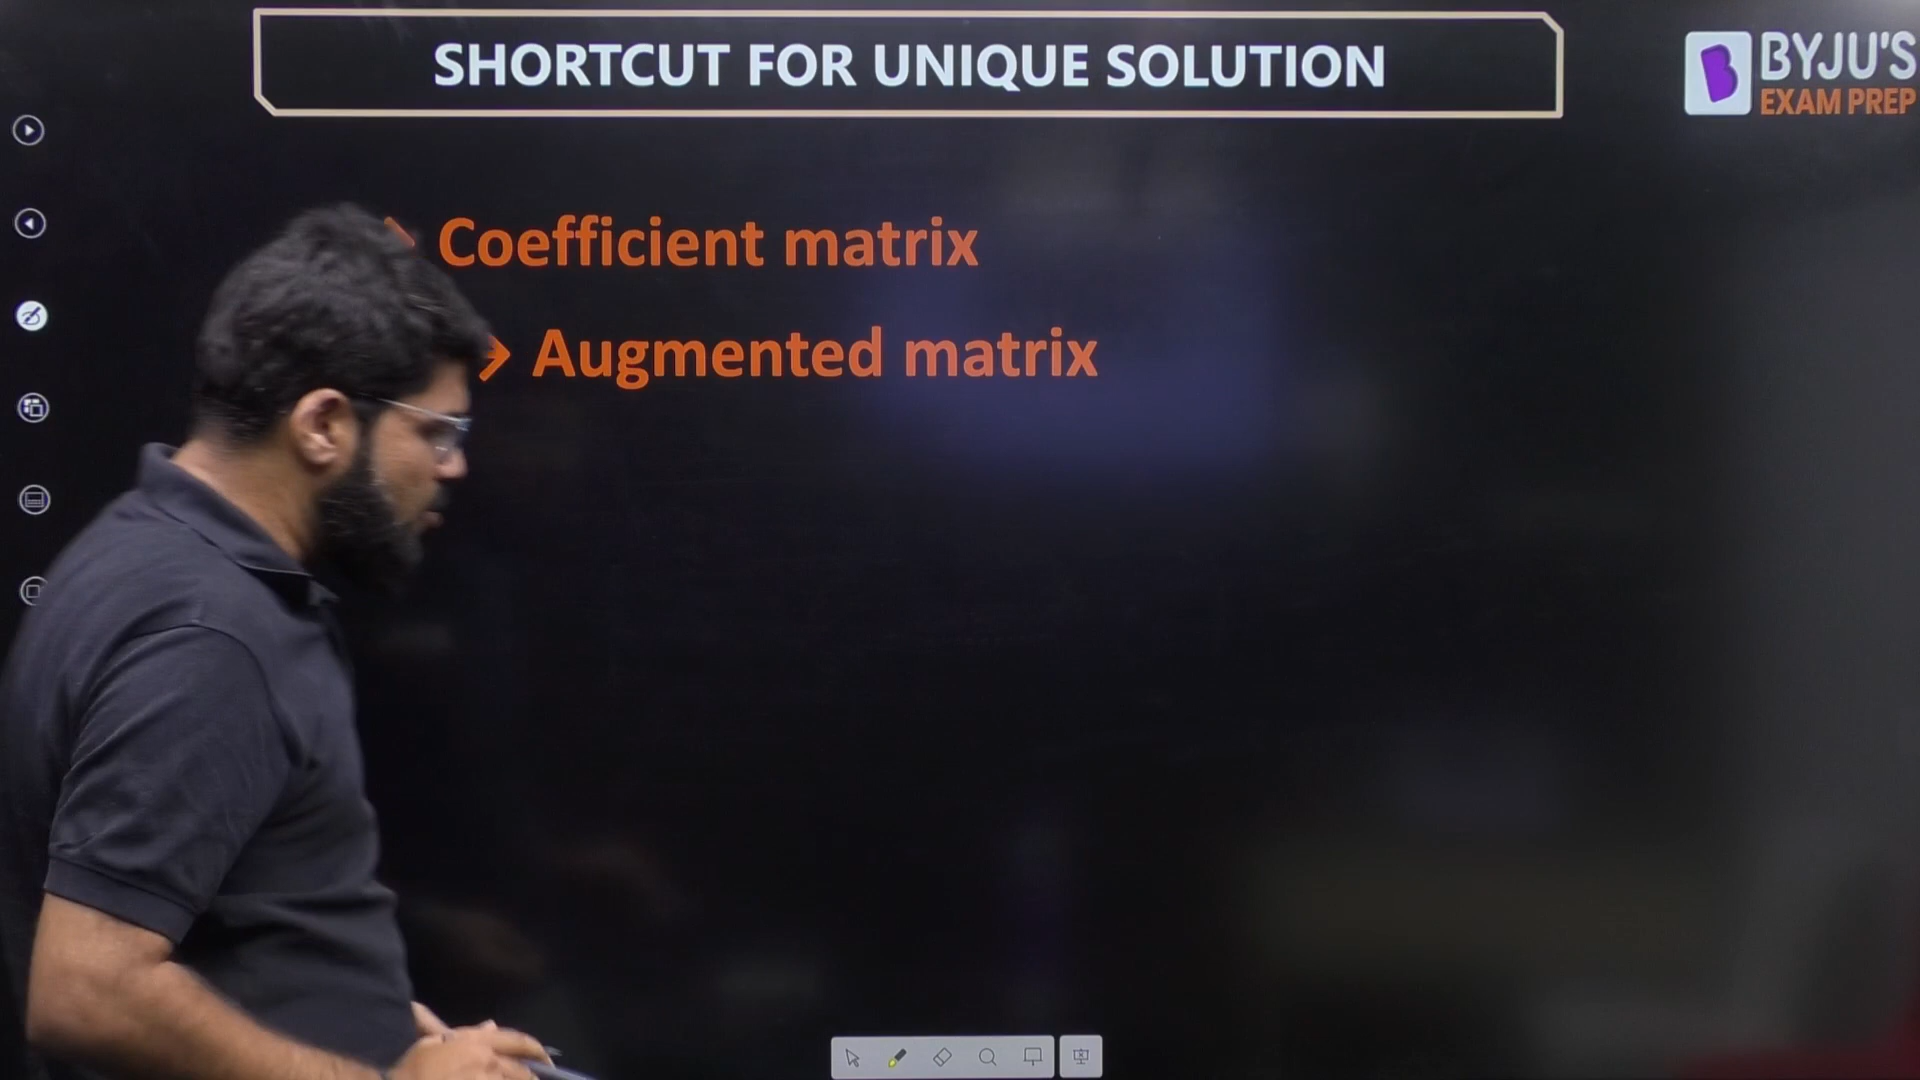 SHORTCUT FOR UNIQUE SOLUTION
BYJU'S
EXAM PREP
→ Coefficient matrix
→ Augmented matrix